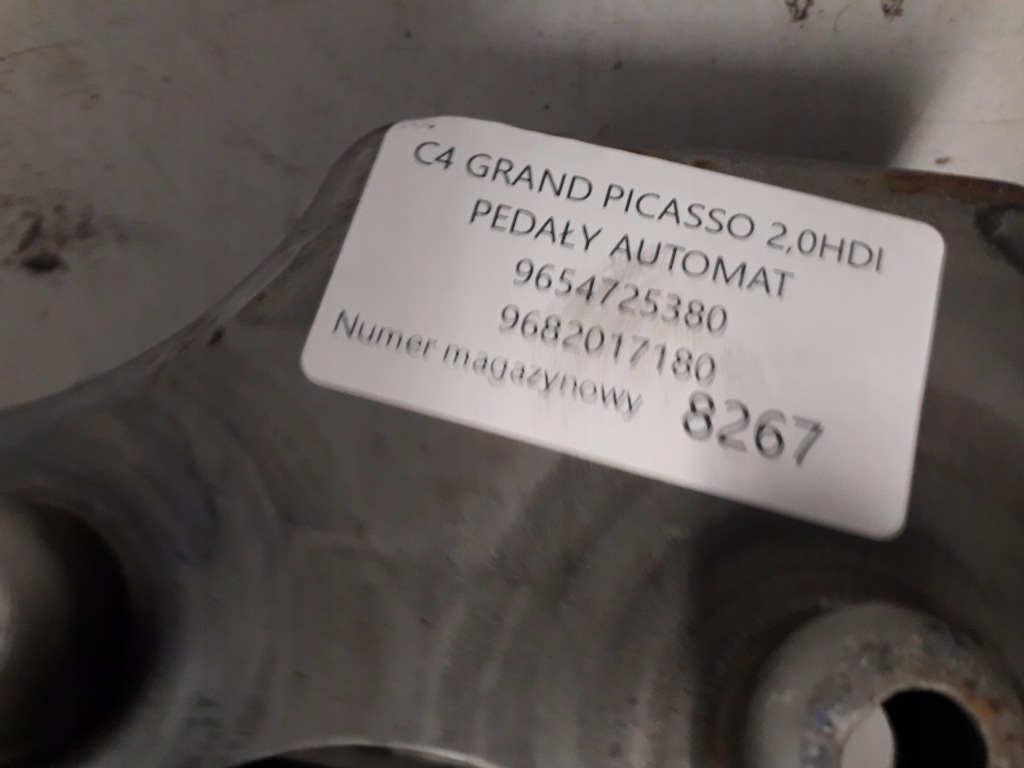 C4 GRAND PICASSO 2,0HDI
PEDAŁY AUTOMAT
9654725380
9682017180
Numer magazynowy 8267